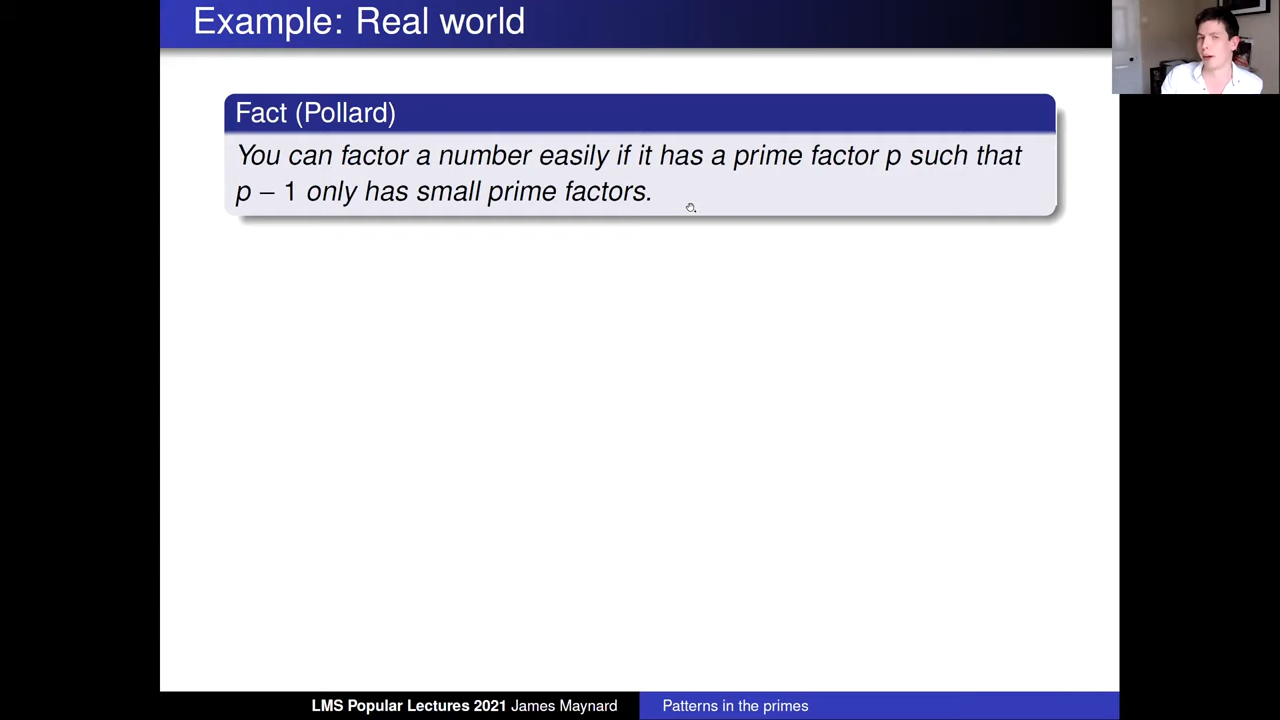 Example: Real world
Fact (Pollard)
You can factor a number easily if it has a prime factor p such that
p − 1 only has small prime factors.
LMS Popular Lectures 2021 James Maynard
Patterns in the primes